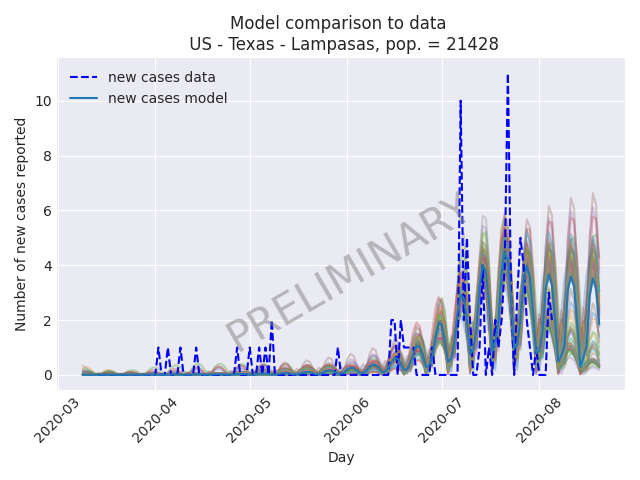 Model comparison to data
US - Texas - Lampasas, pop. = 21428
new cases data
new cases model
Number of new cases reported
10
8
6
4
2
0
PRELIMINARY
2020-03
2020-04
2020-05
2020-06
2020-07
2020-08
Day